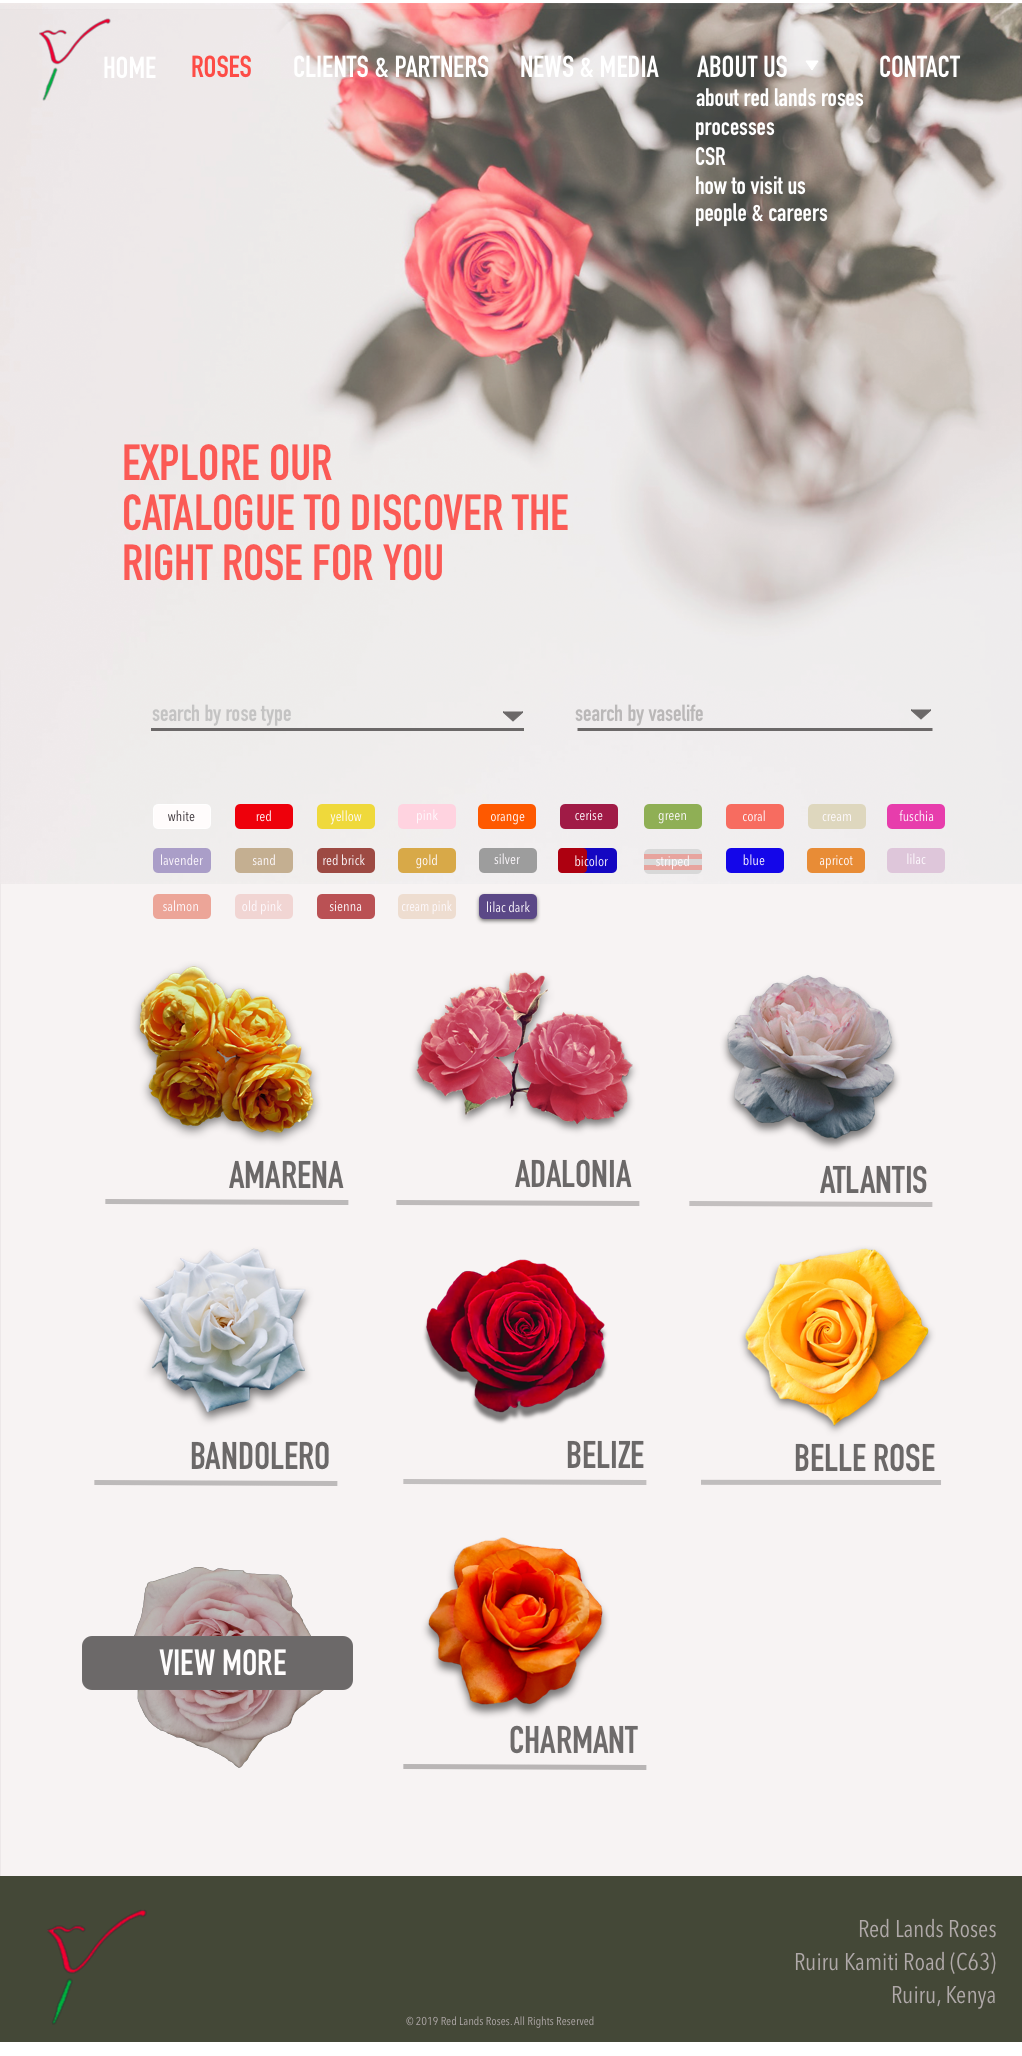 HOME ROSES CLIENTS & PARTNERS NEWS & MEDIA ABOUT US CONTACT
about red lands roses
processes
CSR
how to visit us
people & careers
EXPLORE OUR
CATALOGUE TO DISCOVER THE
RIGHT ROSE FOR YOU
search by rose type search by vaselife
white red yellow pink orange cerise green coral cream fuschia
lavender sand red brick gold silver bicolor striped blue apricot lilac
salmon old pink sienna cream pink lilac dark
AMARENA ADALONIA ATLANTIS
BANDOLERO BELIZE BELLE ROSE
VIEW MORE
CHARMANT
Red Lands Roses
Ruiru Kamiti Road (C63)
Ruiru, Kenya
© 2019 Red Lands Roses. All Rights Reserved